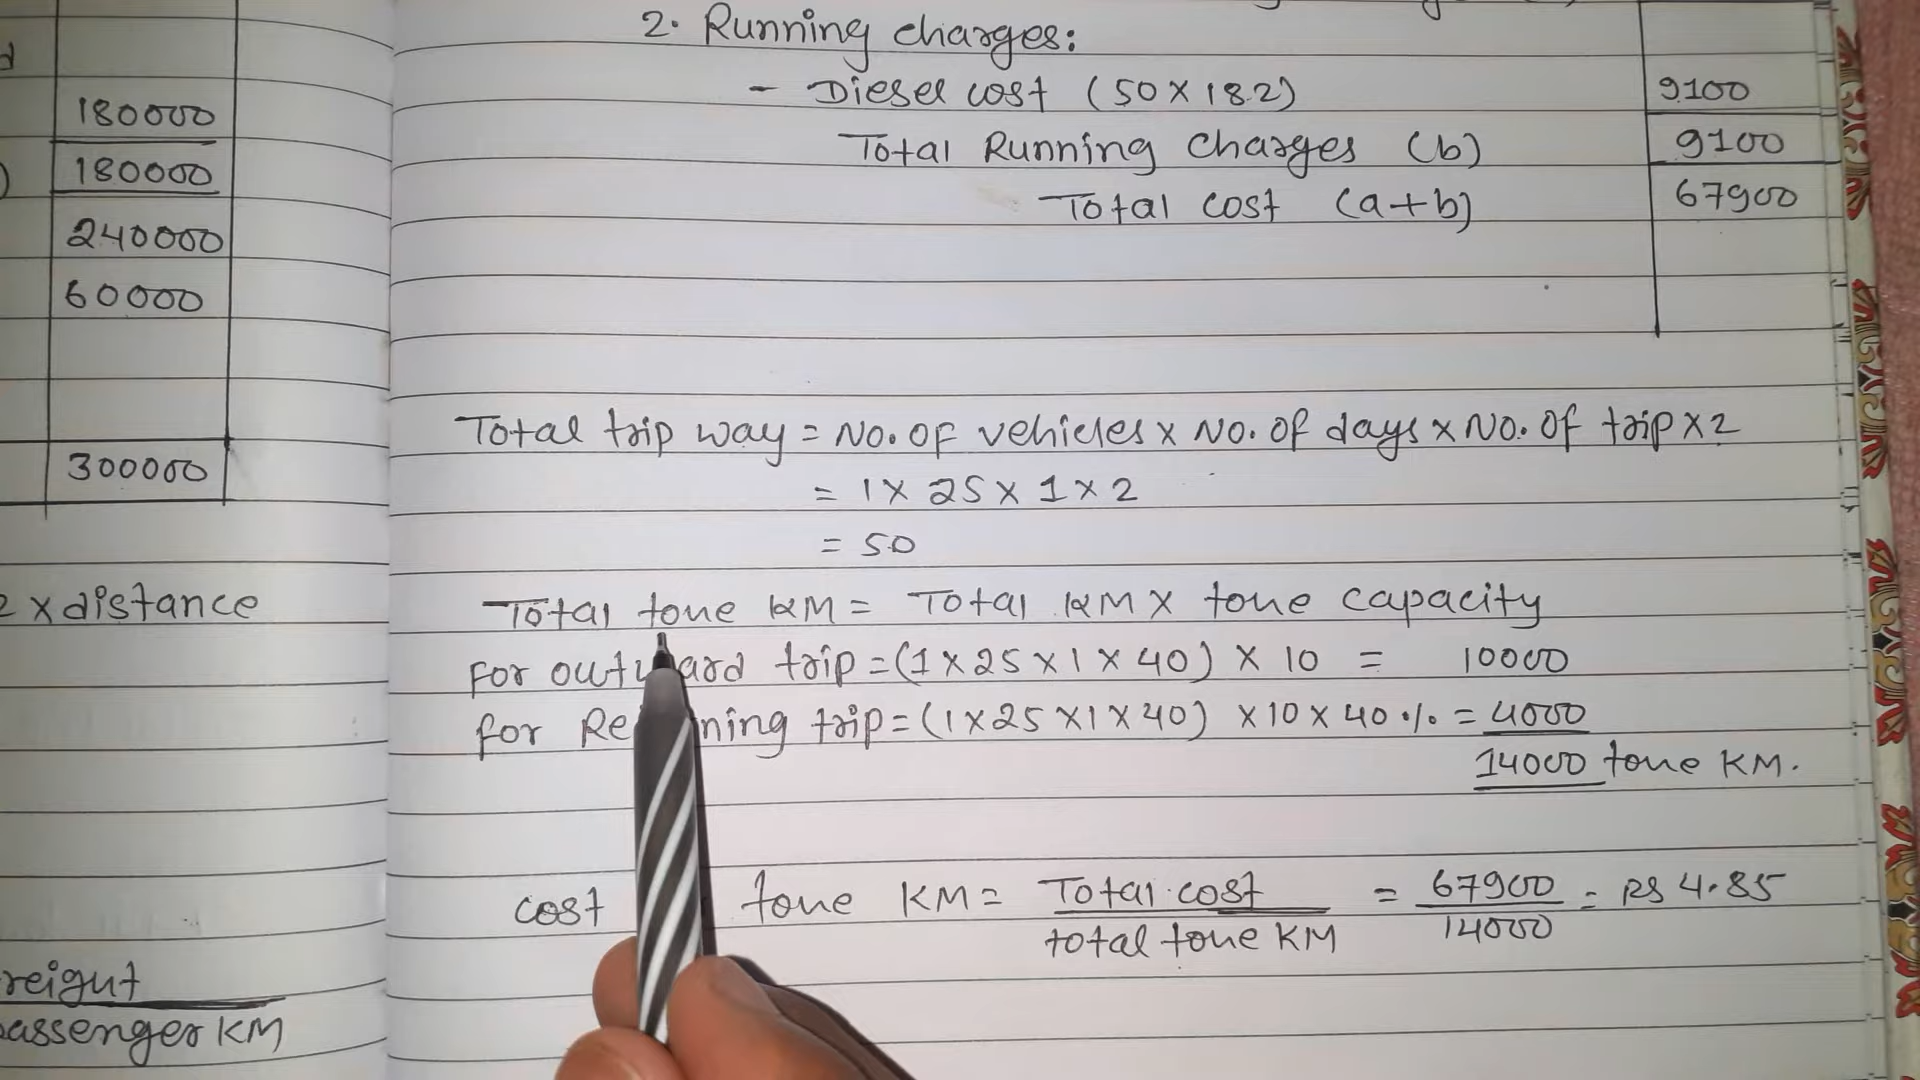 180000
180000
240000
60000
300000
x distance
reigut
passenger KM
2. Running charges:
- Diesel cost (50 x 182) 9100
Total Running Charges (b) 9100
Total cost (a+b) 67900
Total trip way = No. of vehicles x No. of days x No. of trip x 2
= 1 x 25 x 1 x 2
= 50
Total tone KM = Total KM x tone capacity
For outward trip = (1 x 25 x 1 x 40) x 10 = 10000
for Re ning trip = (1 x 25 x 1 x 40) x 10 x 40 % = 4000
14000 tone KM.
cost tone KM = Total cost / total tone KM = 67900 / 14000 = RS 4.85